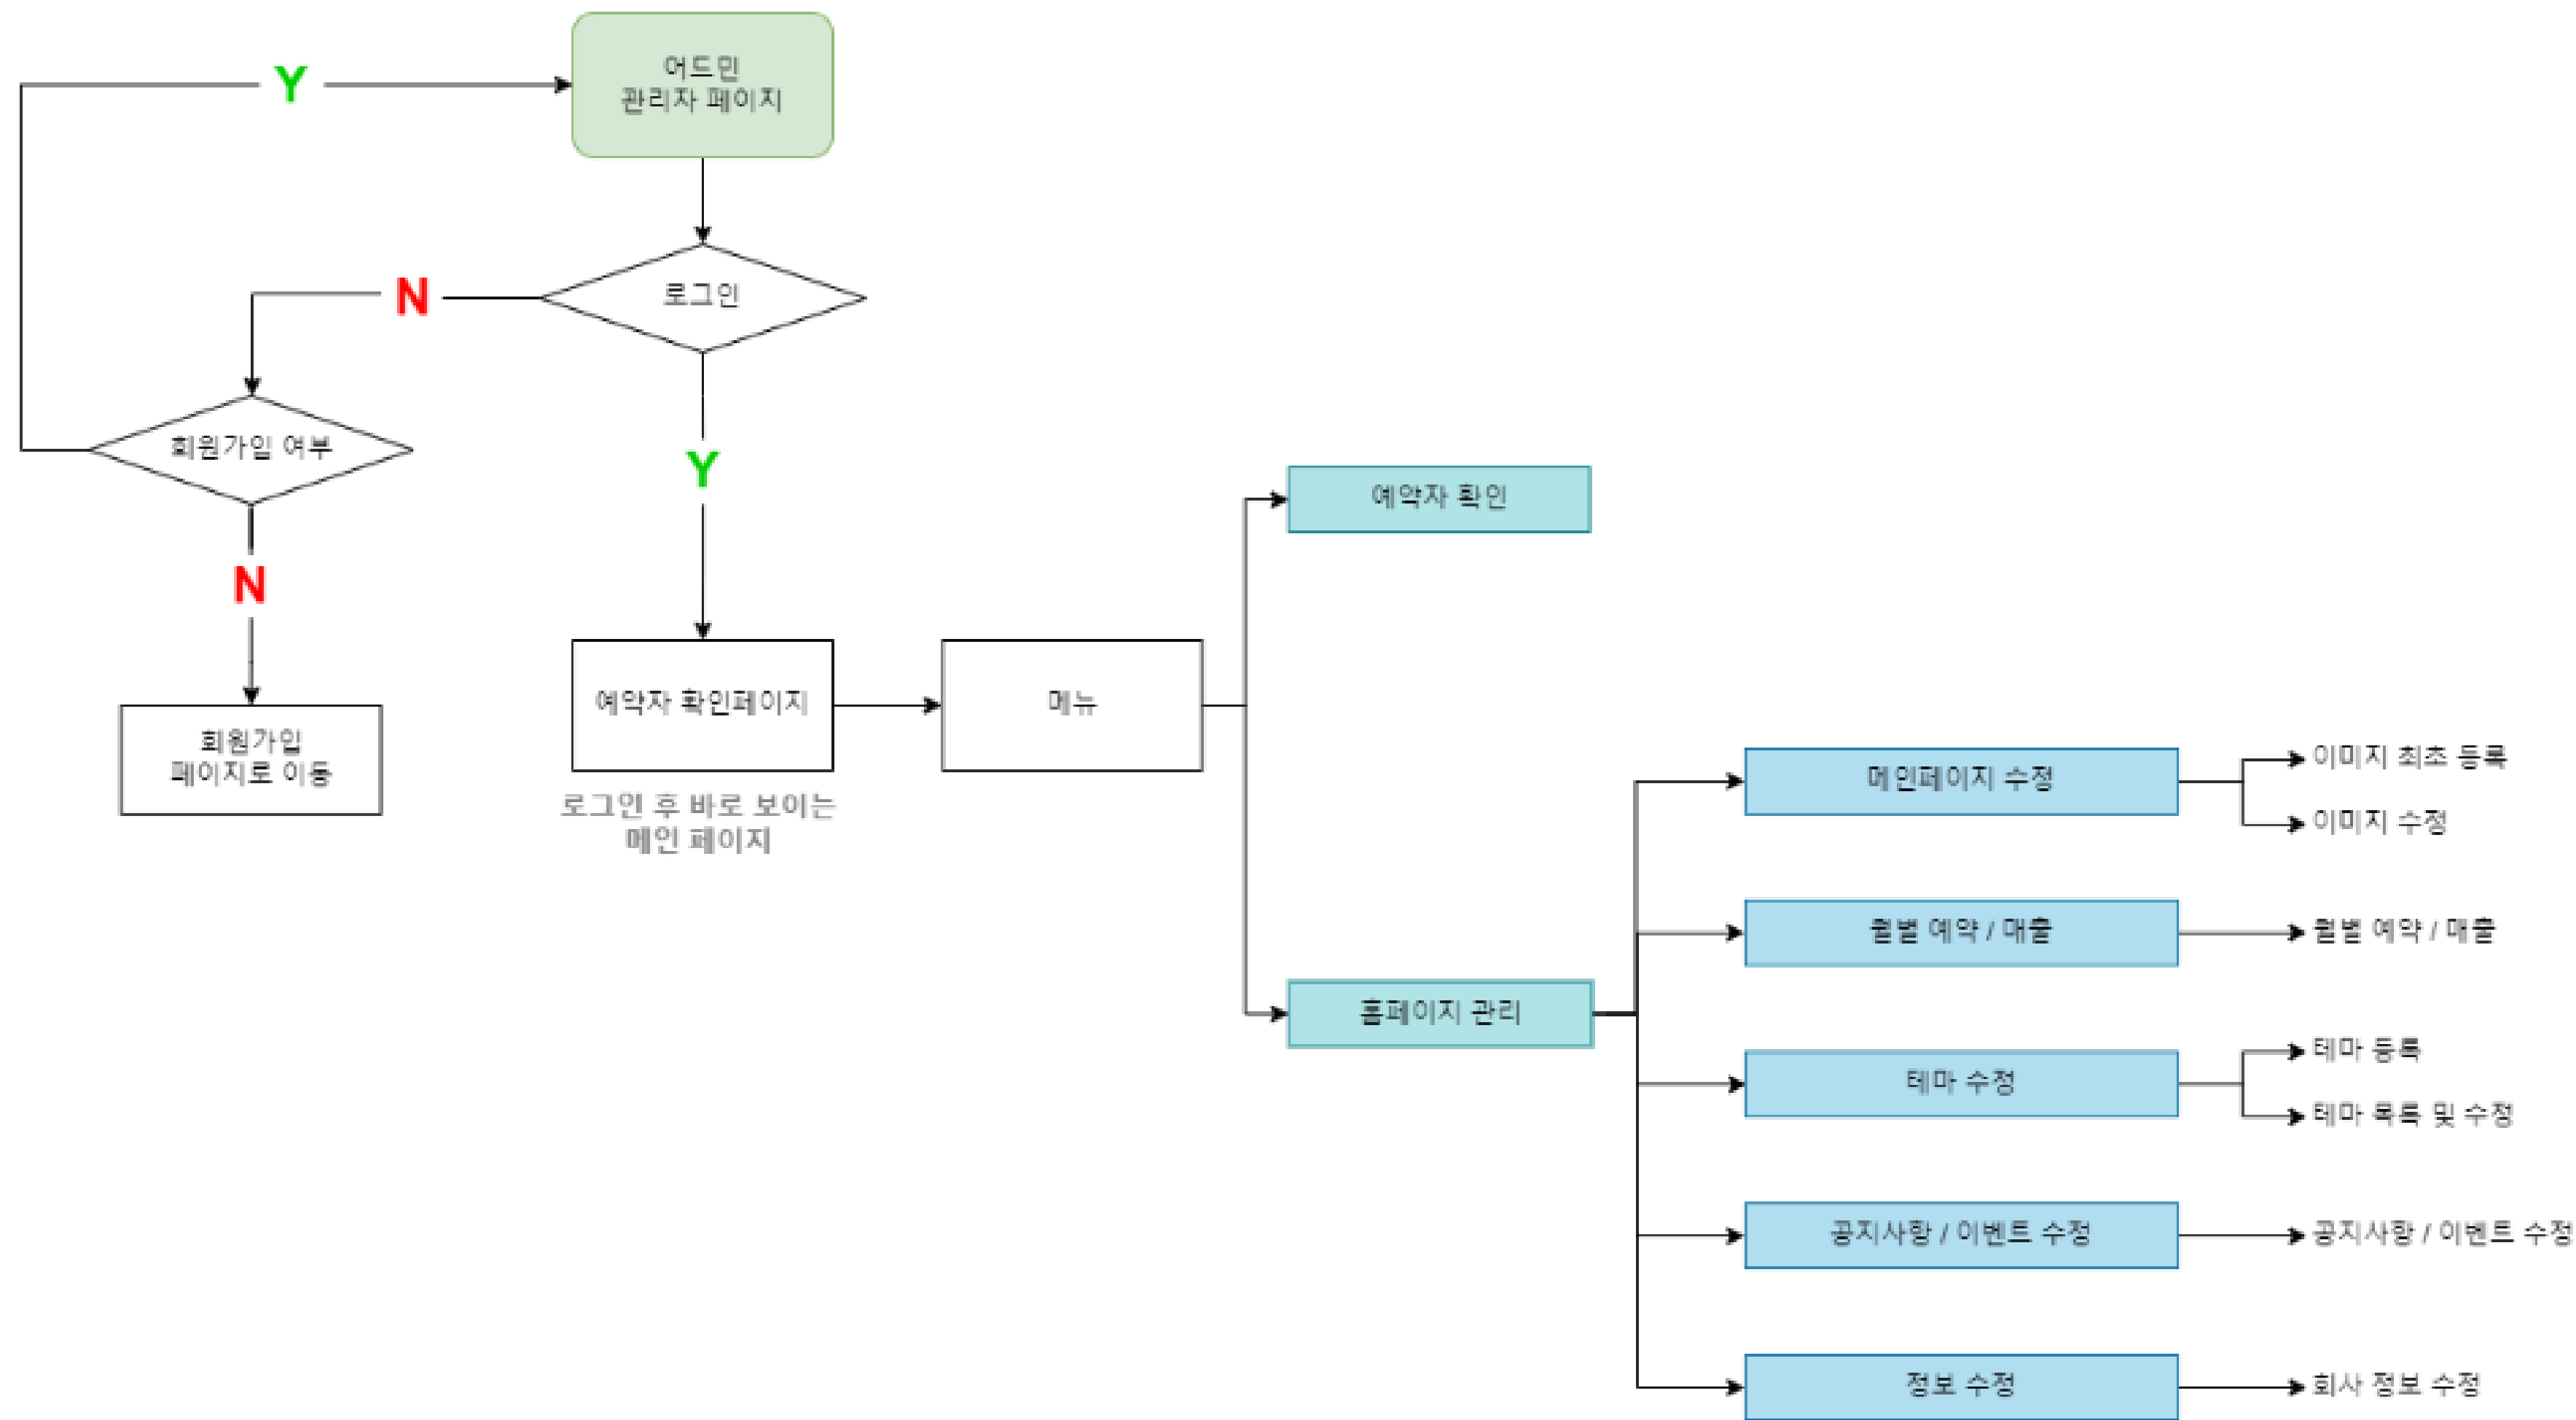 어드민
관리자 페이지
Y
로그인
N
회원가입 여부
Y
N
예약자 확인
예약자 확인페이지
메뉴
회원가입
페이지로 이동
로그인 후 바로 보이는
메인 페이지
메인페이지 수정
이미지 최초 등록
이미지 수정
월별 예약 / 매출
월별 예약 / 매출
홈페이지 관리
테마 수정
테마 등록
테마 목록 및 수정
공지사항 / 이벤트 수정
공지사항 / 이벤트 수정
정보 수정
회사 정보 수정